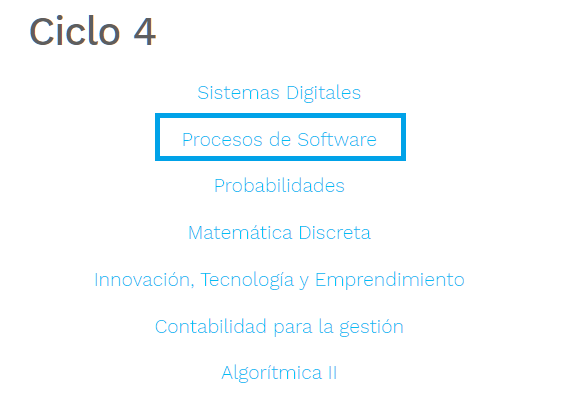 Ciclo 4
Sistemas Digitales
Procesos de Software
Probabilidades
Matemática Discreta
Innovación, Tecnología y Emprendimiento
Contabilidad para la gestión
Algorítmica II